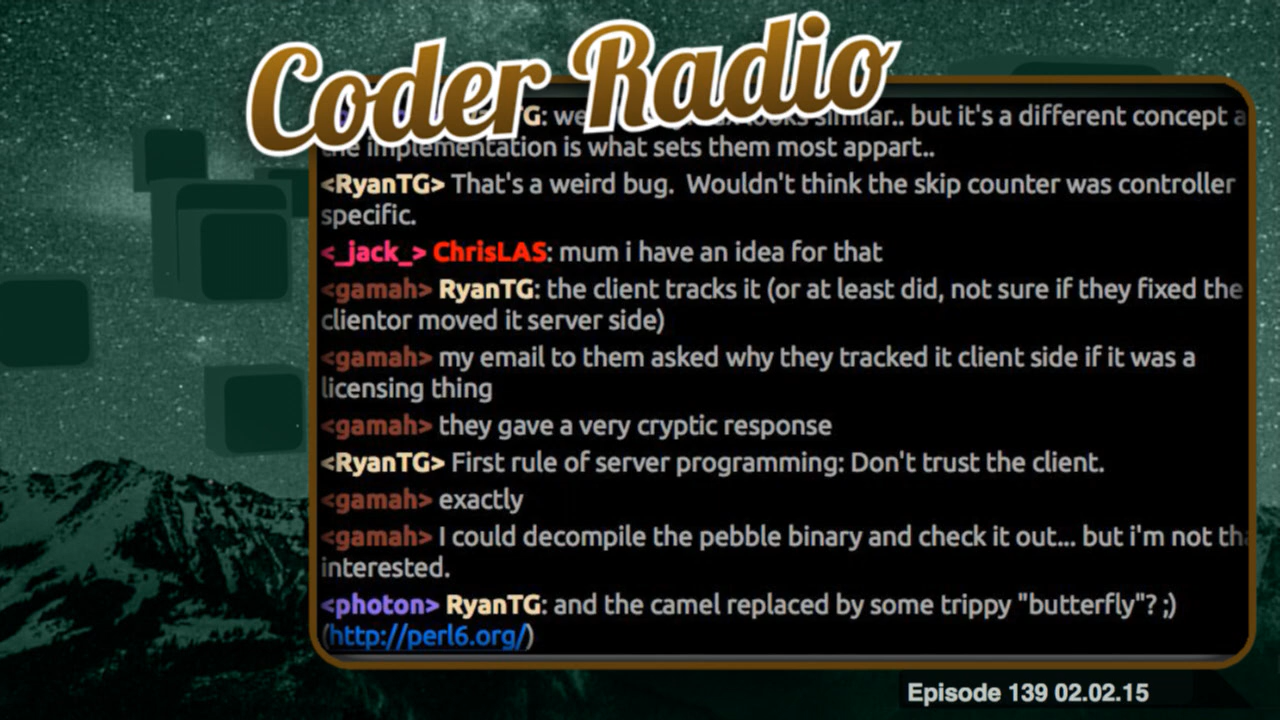 Coder Radio
TG: we similar.. but it's a different concept a
the implementation is what sets them most appart..
<RyanTG> That's a weird bug. Wouldn't think the skip counter was controller
specific.
<_jack_> ChrisLAS: mum i have an idea for that
<gamah> RyanTG: the client tracks it (or at least did, not sure if they fixed the
clientor moved it server side)
<gamah> my email to them asked why they tracked it client side if it was a
licensing thing
<gamah> they gave a very cryptic response
<RyanTG> First rule of server programming: Don't trust the client.
<gamah> exactly
<gamah> I could decompile the pebble binary and check it out... but i'm not tha
interested.
<photon> RyanTG: and the camel replaced by some trippy "butterfly"? ;)
(http://perl6.org/)
Episode 139 02.02.15